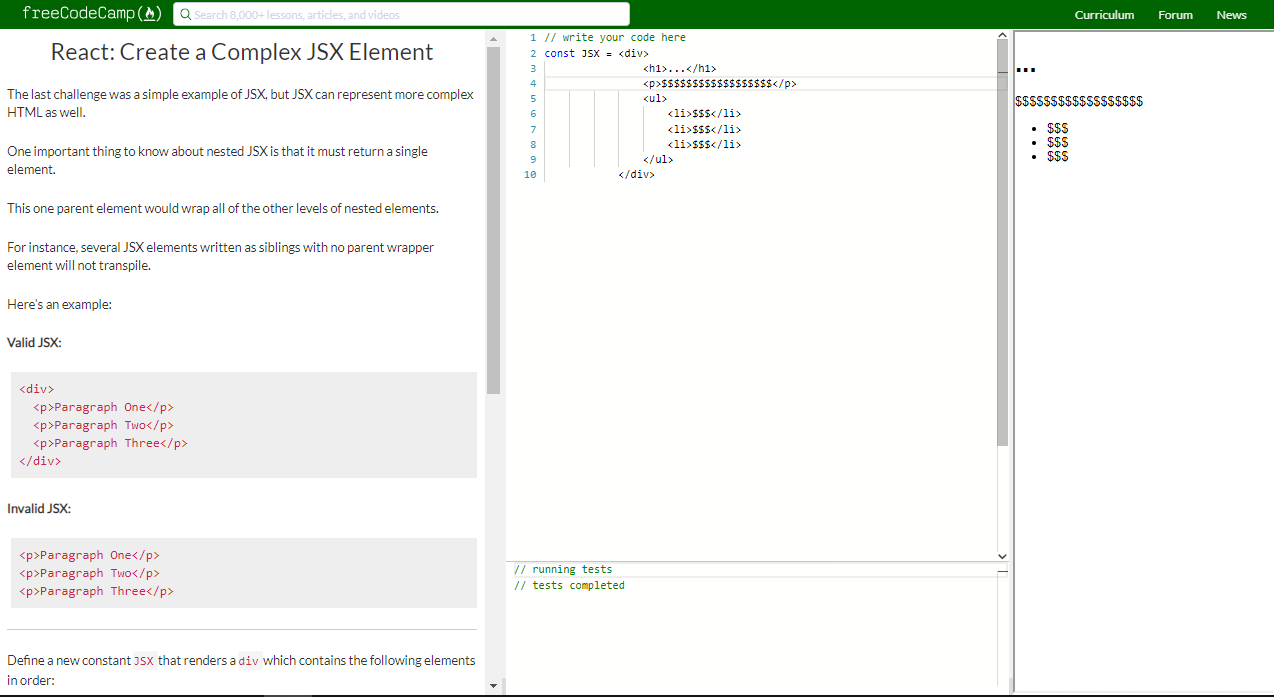 freeCodeCamp
Search 8,000+ lessons, articles, and videos
Curriculum Forum News
React: Create a Complex JSX Element
The last challenge was a simple example of JSX, but JSX can represent more complex
HTML as well.
One important thing to know about nested JSX is that it must return a single
element.
This one parent element would wrap all of the other levels of nested elements.
For instance, several JSX elements written as siblings with no parent wrapper
element will not transpile.
Here's an example:
Valid JSX:
<div>
  <p>Paragraph One</p>
  <p>Paragraph Two</p>
  <p>Paragraph Three</p>
</div>
Invalid JSX:
<p>Paragraph One</p>
<p>Paragraph Two</p>
<p>Paragraph Three</p>
Define a new constant JSX that renders a div which contains the following elements
in order:
1 // write your code here
2 const JSX = <div>
3 <h1>...</h1>
4 <p>$$$$$$$$$$$$$$$$$$</p>
5 <ul>
6 <li>$$$</li>
7 <li>$$$</li>
8 <li>$$$</li>
9 </ul>
10 </div>
// running tests
// tests completed
...
$$$$$$$$$$$$$$$$$$
• $$$
• $$$
• $$$